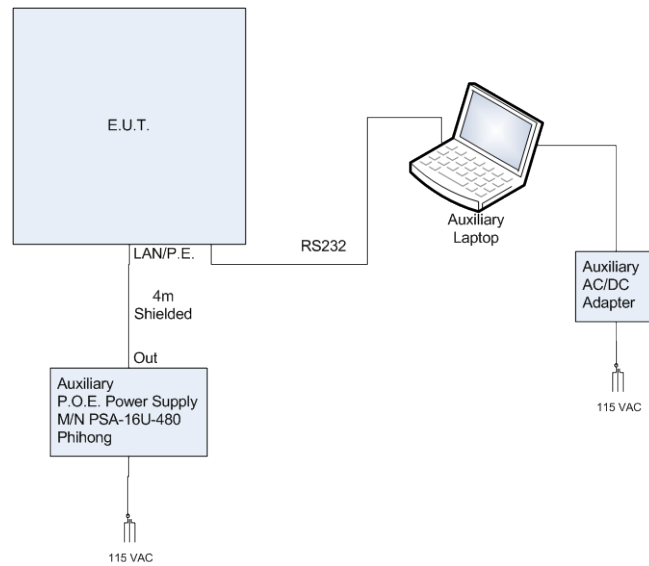 E.U.T.
LAN/P.E.
RS232
Auxiliary
Laptop
4m
Shielded
Auxiliary
AC/DC
Adapter
Out
Auxiliary
P.O.E. Power Supply
M/N PSA-16U-480
Phihong
115 VAC
115 VAC